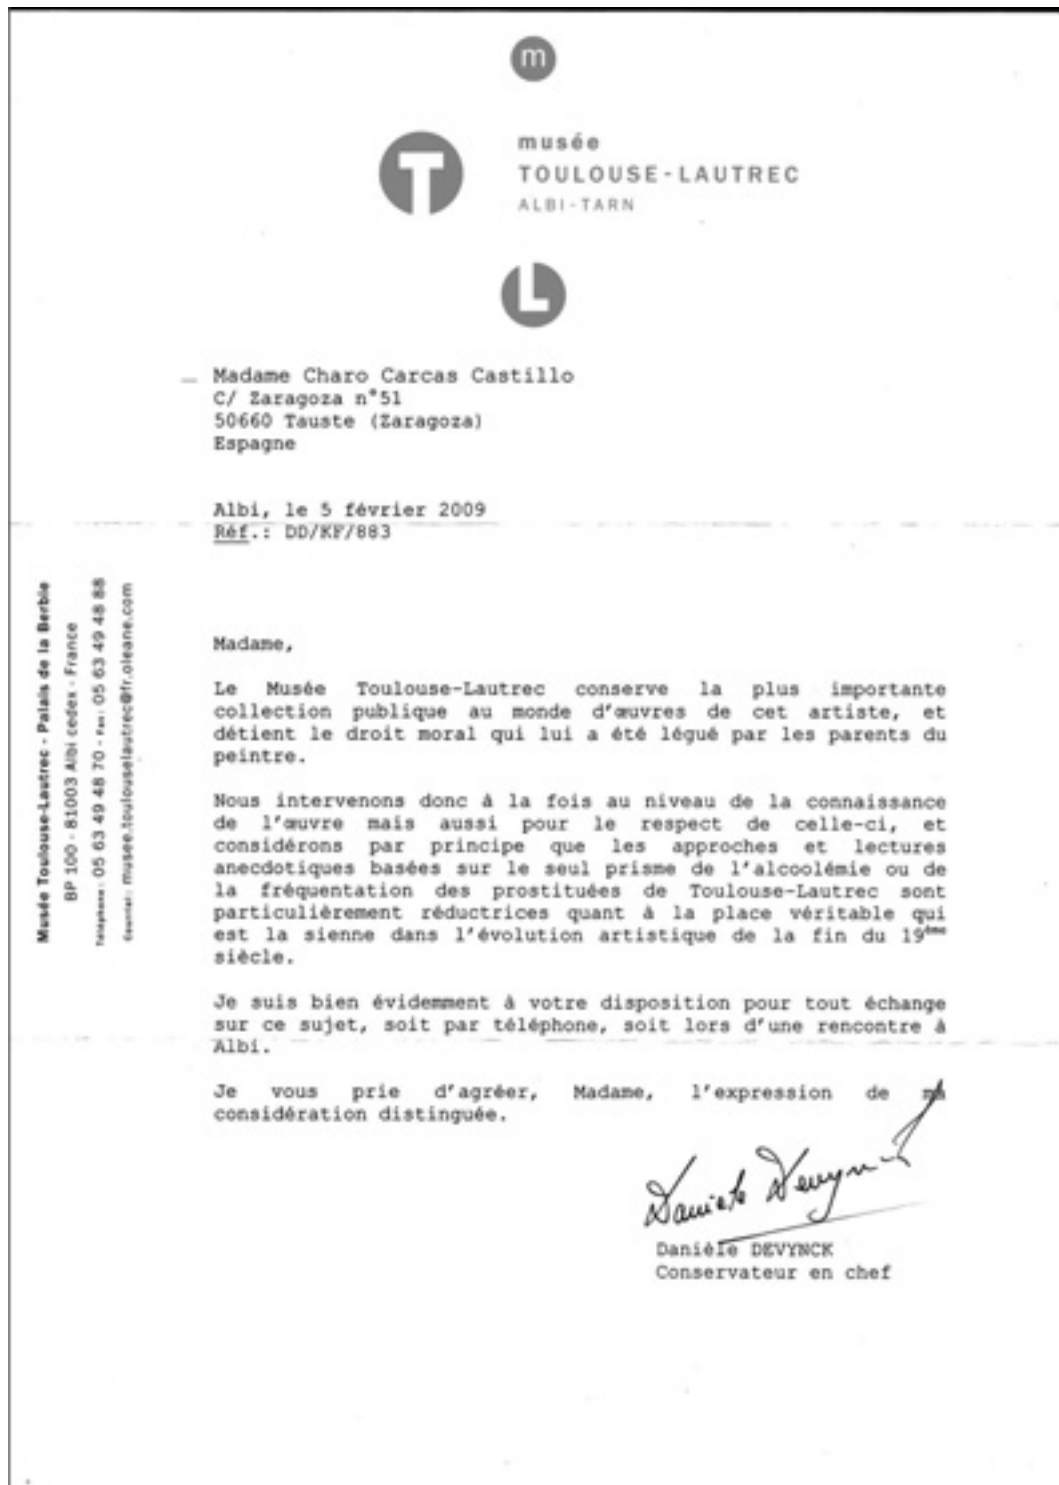 m
T
musée
TOULOUSE-LAUTREC
ALBI-TARN
L
Madame Charo Carcas Castillo
C/ Zaragoza n°51
50660 Tauste (Zaragoza)
Espagne
Albi, le 5 février 2009
Réf.: DD/KF/883
Musée Toulouse-Lautrec - Palais de la Berbie
BP 100 - 81003 Albi cedex - France
Téléphone: 05 63 49 48 70 - Fax: 05 63 49 48 88
Courriel: musee.toulouselautrec@fr.oleane.com
Madame,
Le Musée Toulouse-Lautrec conserve la plus importante
collection publique au monde d'œuvres de cet artiste, et
détient le droit moral qui lui a été légué par les parents du
peintre.
Nous intervenons donc à la fois au niveau de la connaissance
de l'œuvre mais aussi pour le respect de celle-ci, et
considérons par principe que les approches et lectures
anecdotiques basées sur le seul prisme de l'alcoolémie ou de
la fréquentation des prostituées de Toulouse-Lautrec sont
particulièrement réductrices quant à la place véritable qui
est la sienne dans l'évolution artistique de la fin du 19ème
siècle.
Je suis bien évidemment à votre disposition pour tout échange
sur ce sujet, soit par téléphone, soit lors d'une rencontre à
Albi.
Je vous prie d'agréer, Madame, l'expression de ma
considération distinguée.
Danièle Devynck
Danièle DEVYNCK
Conservateur en chef